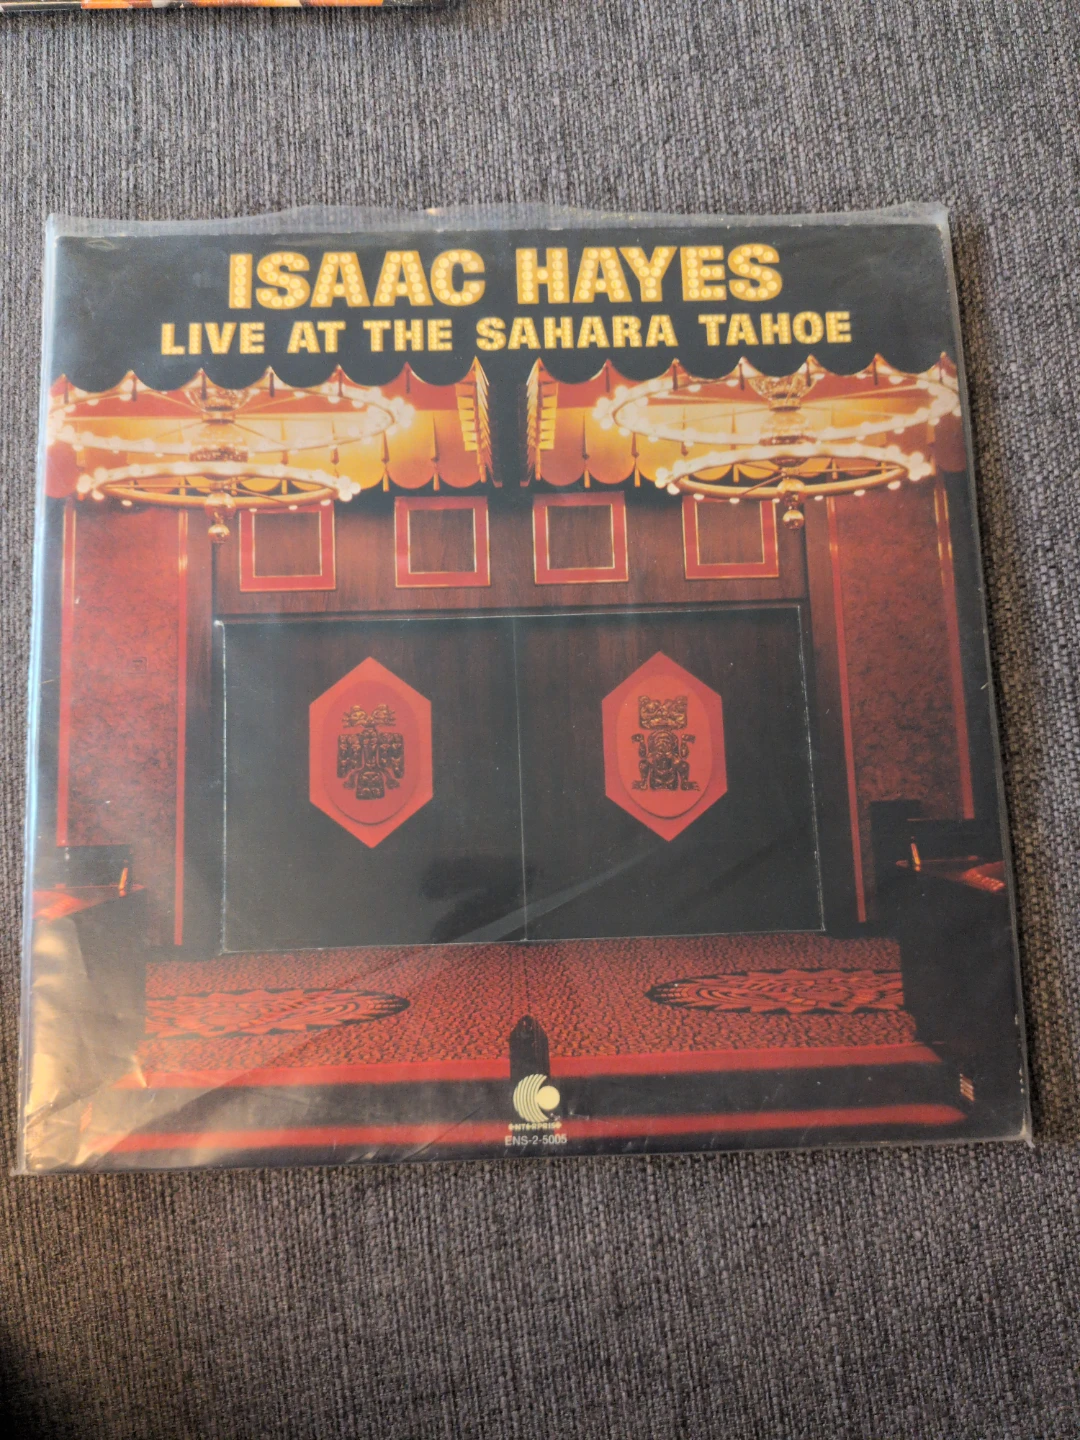 ISAAC HAYES
LIVE AT THE SAHARA TAHOE
ENTERPRISE
ENS-2-5005